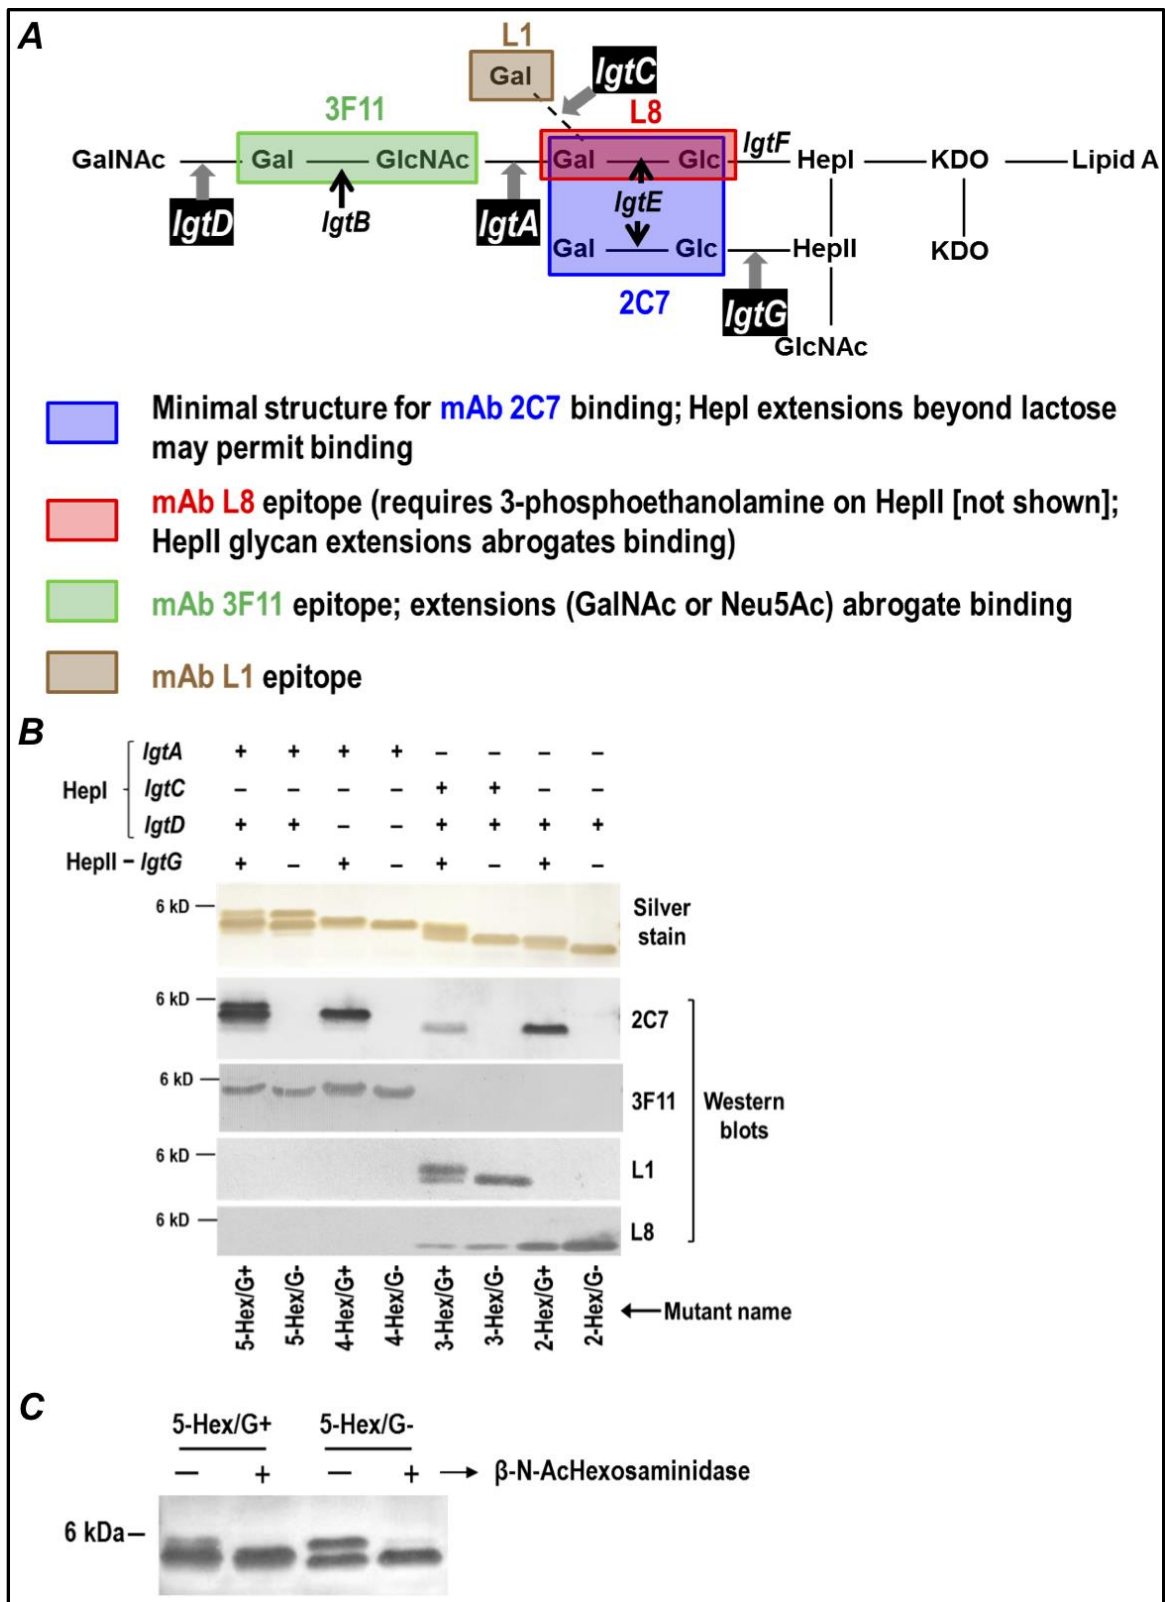 A
L1
Gal
lgtC
3F11
L8
GalNAc Gal GlcNAc Gal Glc lgtF HepI KDO Lipid A
lgtD lgtB lgtA lgtE
Gal Glc HepII KDO
2C7
lgtG
GlcNAc
Minimal structure for mAb 2C7 binding; HepI extensions beyond lactose
may permit binding
mAb L8 epitope (requires 3-phosphoethanolamine on HepII [not shown];
HepII glycan extensions abrogates binding)
mAb 3F11 epitope; extensions (GalNAc or Neu5Ac) abrogate binding
mAb L1 epitope
B
lgtA + + + + – – – –
HepI lgtC – – – – + + – –
lgtD + + – – + + + +
HepII – lgtG + – + – + – + –
6 kD
Silver
stain
6 kD
2C7
6 kD
3F11
Western
blots
6 kD
L1
6 kD
L8
5-Hex/G+
5-Hex/G-
4-Hex/G+
4-Hex/G-
3-Hex/G+
3-Hex/G-
2-Hex/G+
2-Hex/G-
Mutant name
C
5-Hex/G+ 5-Hex/G-
– + – + → β-N-AcHexosaminidase
6 kDa